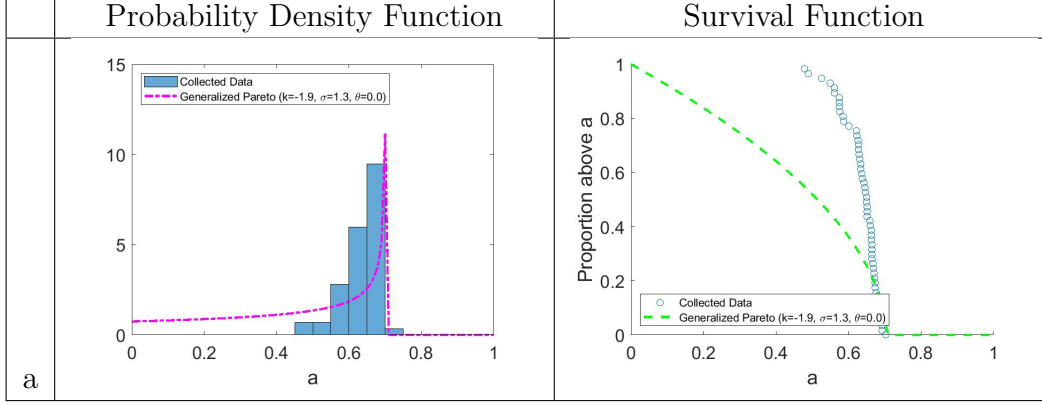 Probability Density Function
Survival Function
a
15
10
5
0
0
0.2
0.4
0.6
0.8
1
a
Collected Data
Generalized Pareto (k=-1.9, σ=1.3, θ=0.0)
Proportion above a
1
0.8
0.6
0.4
0.2
0
0
0.2
0.4
0.6
0.8
1
a
Collected Data
Generalized Pareto (k=-1.9, σ=1.3, θ=0.0)